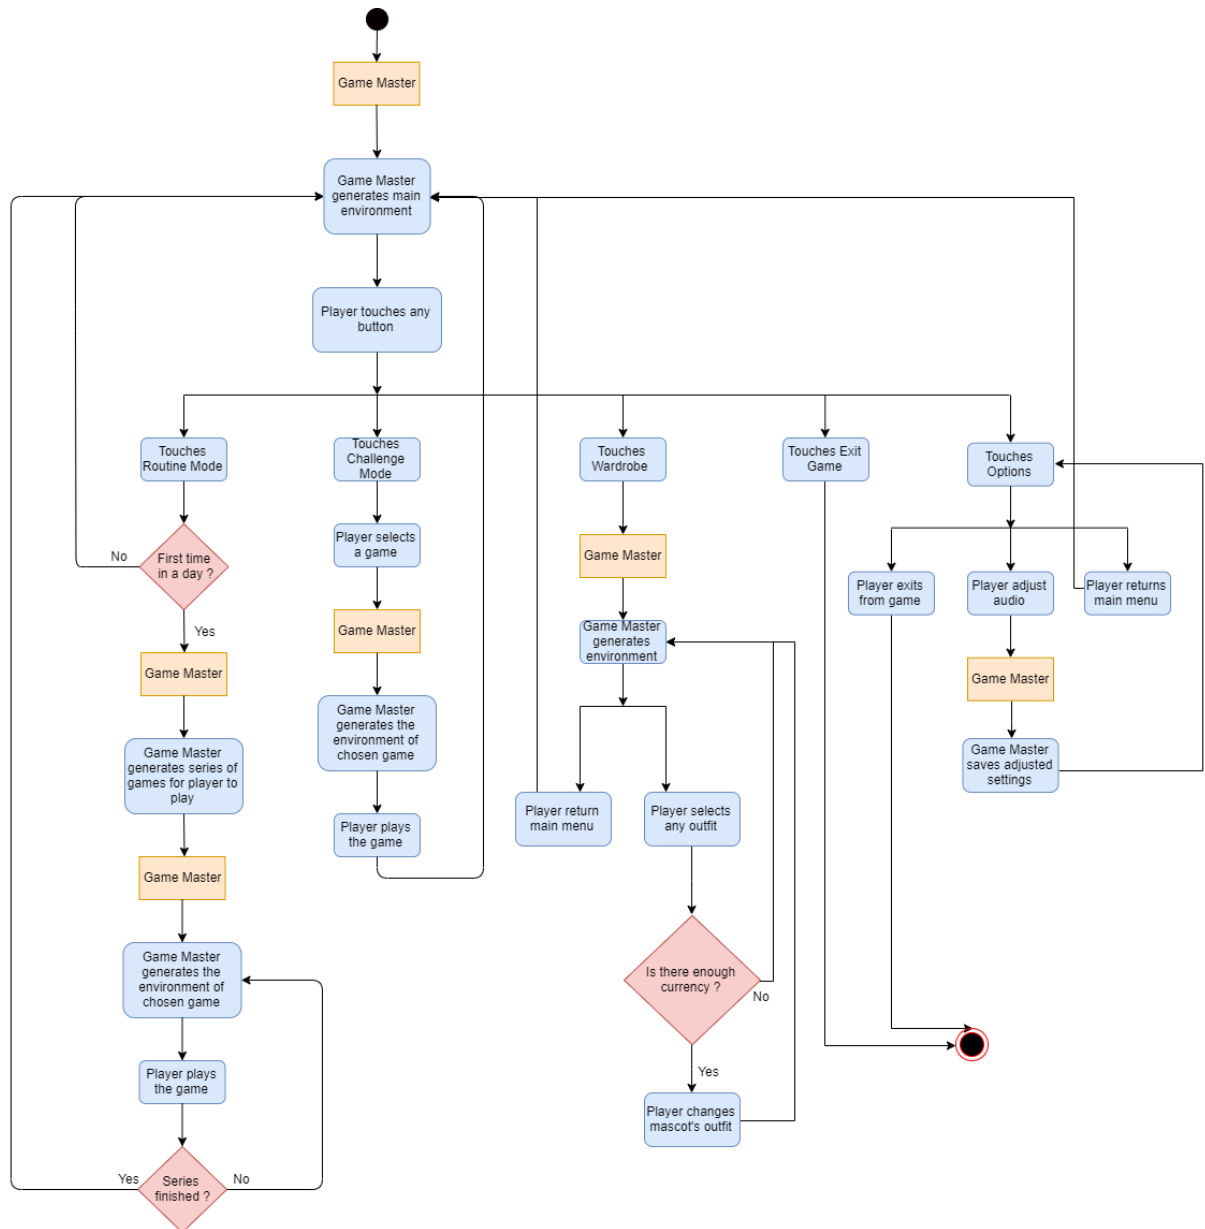 Game Master
Game Master
generates main
environment
Player touches any
button
Touches
Routine Mode
Touches
Challenge
Mode
Touches
Wardrobe
Touches Exit
Game
Touches
Options
No
First time
in a day ?
Yes
Game Master
Game Master
generates series of
games for player to
play
Game Master
Game Master
generates the
environment of
chosen game
Player plays
the game
Yes
Series
finished ?
No
Player selects
a game
Game Master
Game Master
generates the
environment of
chosen game
Player plays
the game
Game Master
Game Master
generates
environment
Player return
main menu
Player selects
any outfit
Is there enough
currency ?
No
Yes
Player changes
mascot's outfit
Player exits
from game
Player adjust
audio
Player returns
main menu
Game Master
Game Master
saves adjusted
settings